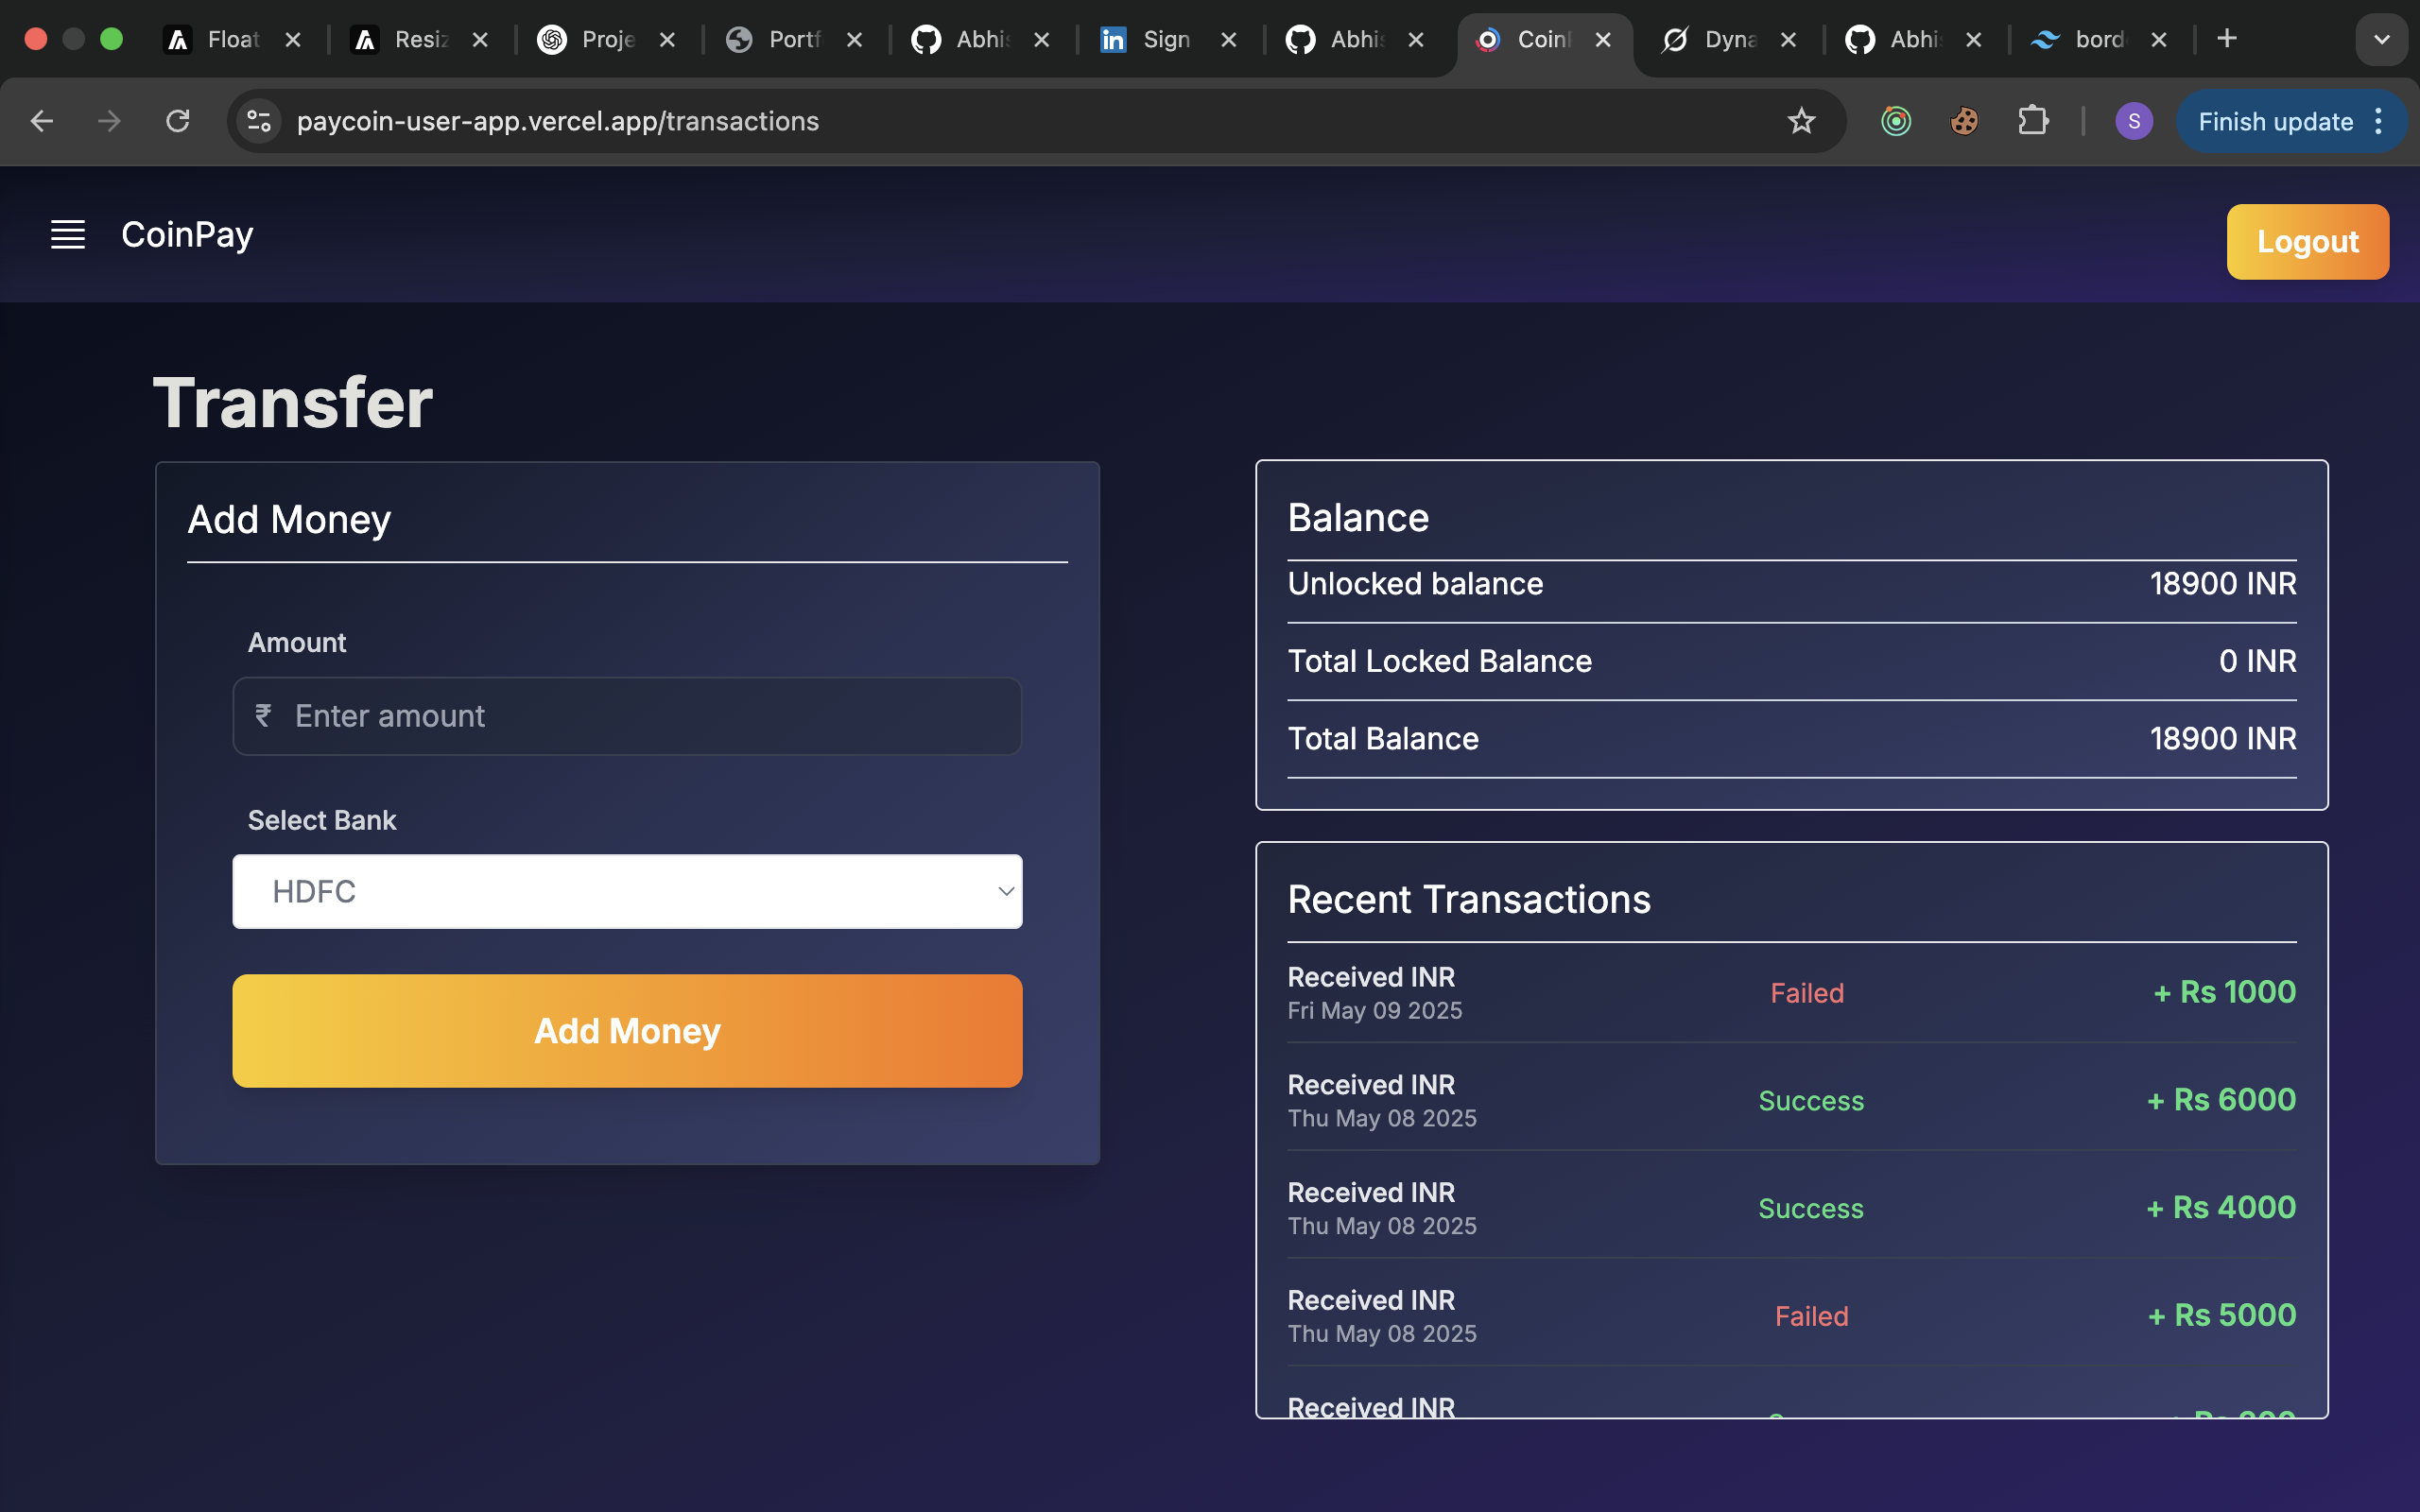 Float
Resiz
Proje
Portf
Abhis
Sign
Abhis
Coin
Dyna
Abhi
bord
paycoin-user-app.vercel.app/transactions
S
Finish update
CoinPay
Logout
Transfer
Add Money
Amount
₹ Enter amount
Select Bank
HDFC
Add Money
Balance
Unlocked balance 18900 INR
Total Locked Balance 0 INR
Total Balance 18900 INR
Recent Transactions
Received INR
Fri May 09 2025
Failed
+ Rs 1000
Received INR
Thu May 08 2025
Success
+ Rs 6000
Received INR
Thu May 08 2025
Success
+ Rs 4000
Received INR
Thu May 08 2025
Failed
+ Rs 5000
Received INR